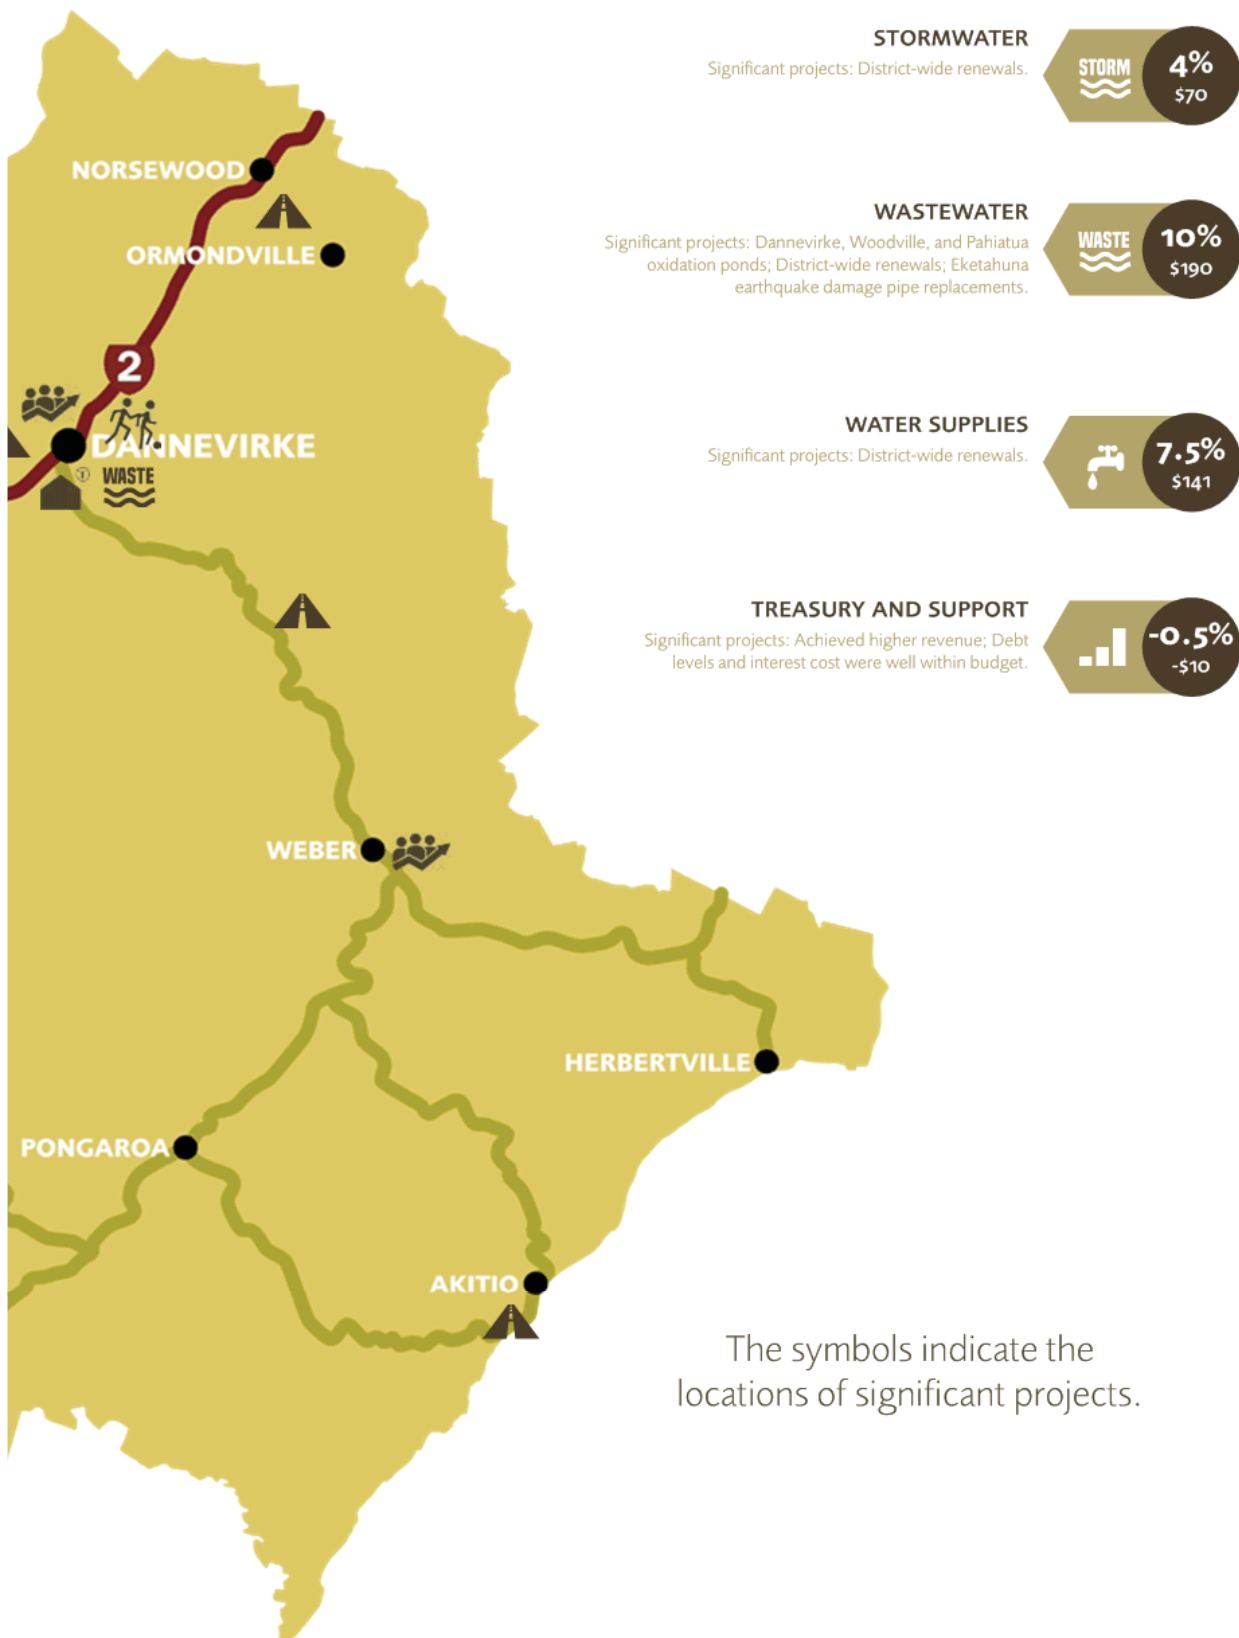 STORMWATER
Significant projects: District-wide renewals.
STORM
4%
$70
NORSEWOOD
ORMONDVILLE
WASTEWATER
Significant projects: Dannevirke, Woodville, and Pahiatua
oxidation ponds; District-wide renewals; Eketahuna
earthquake damage pipe replacements.
WASTE
10%
$190
2
DANNEVIRKE
WASTE
WATER SUPPLIES
Significant projects: District-wide renewals.
7.5%
$141
TREASURY AND SUPPORT
Significant projects: Achieved higher revenue; Debt
levels and interest cost were well within budget.
-0.5%
-$10
WEBER
HERBERTVILLE
PONGAROA
AKITIO
The symbols indicate the
locations of significant projects.